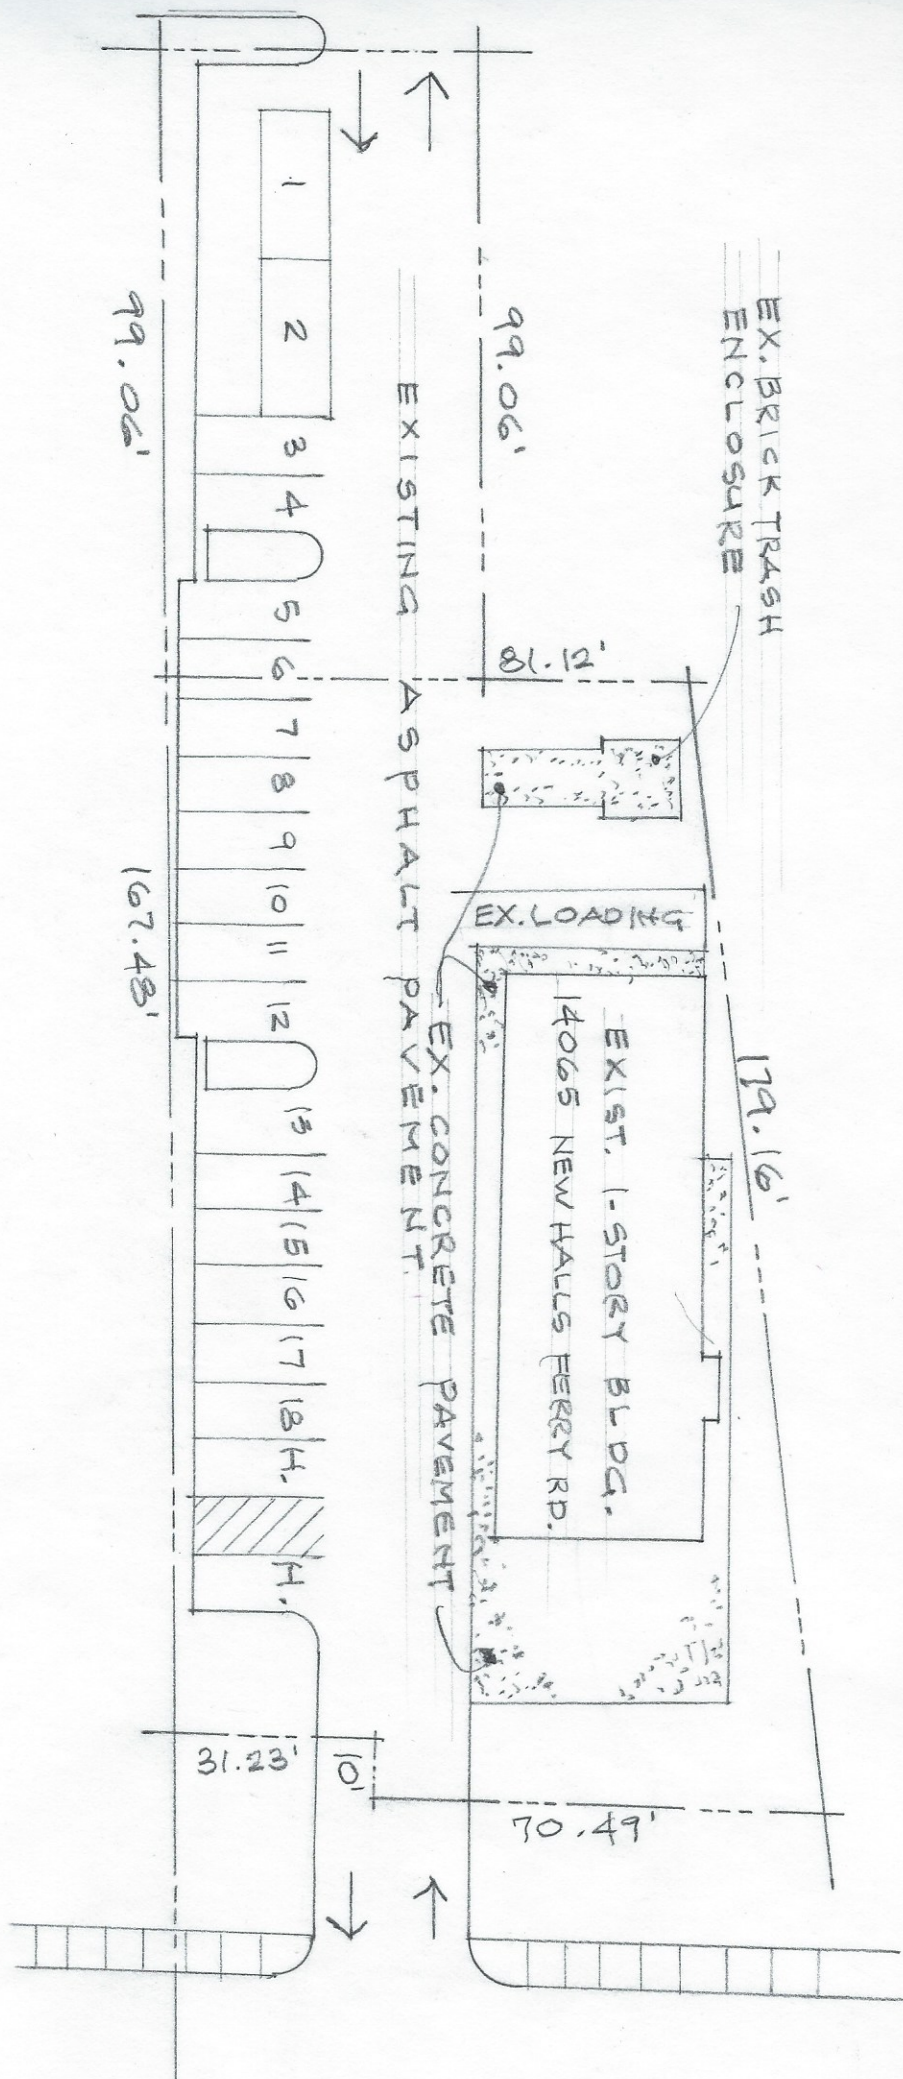 EX. BRICK TRASH
ENCLOSURE
99.06'
99.06'
1
2
3
4
5
6
7
8
9
10
11
12
13
14
15
16
17
18
H.
H.
EXISTING ASPHALT PAVEMENT
81.12'
167.48'
179.16'
EX. LOADING
EXIST. 1-STORY BLDG.
14065 NEW HALLS FERRY RD.
EX. CONCRETE PAVEMENT
31.23'
10'
70.49'